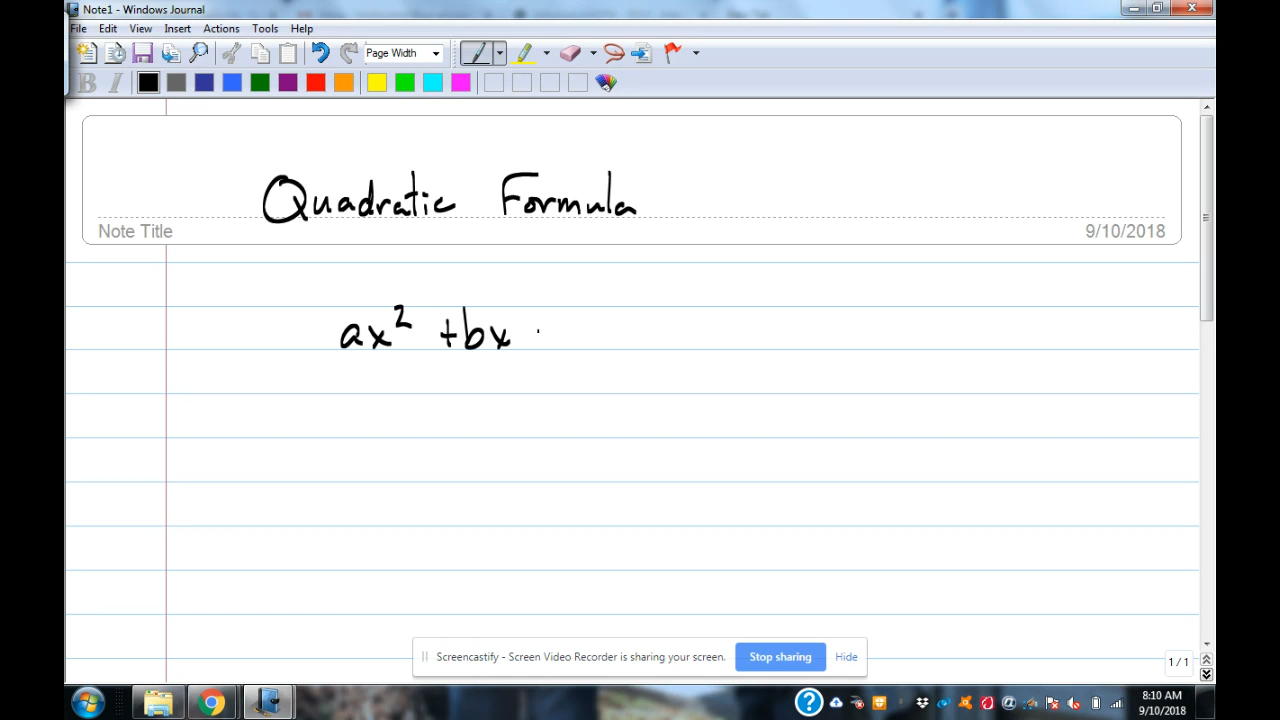 Note1 - Windows Journal
File Edit View Insert Actions Tools Help
Page Width
B I
Quadratic Formula
Note Title
9/10/2018
ax² +bx
Screencastify - Screen Video Recorder is sharing your screen. Stop sharing Hide
1 / 1
8:10 AM
9/10/2018